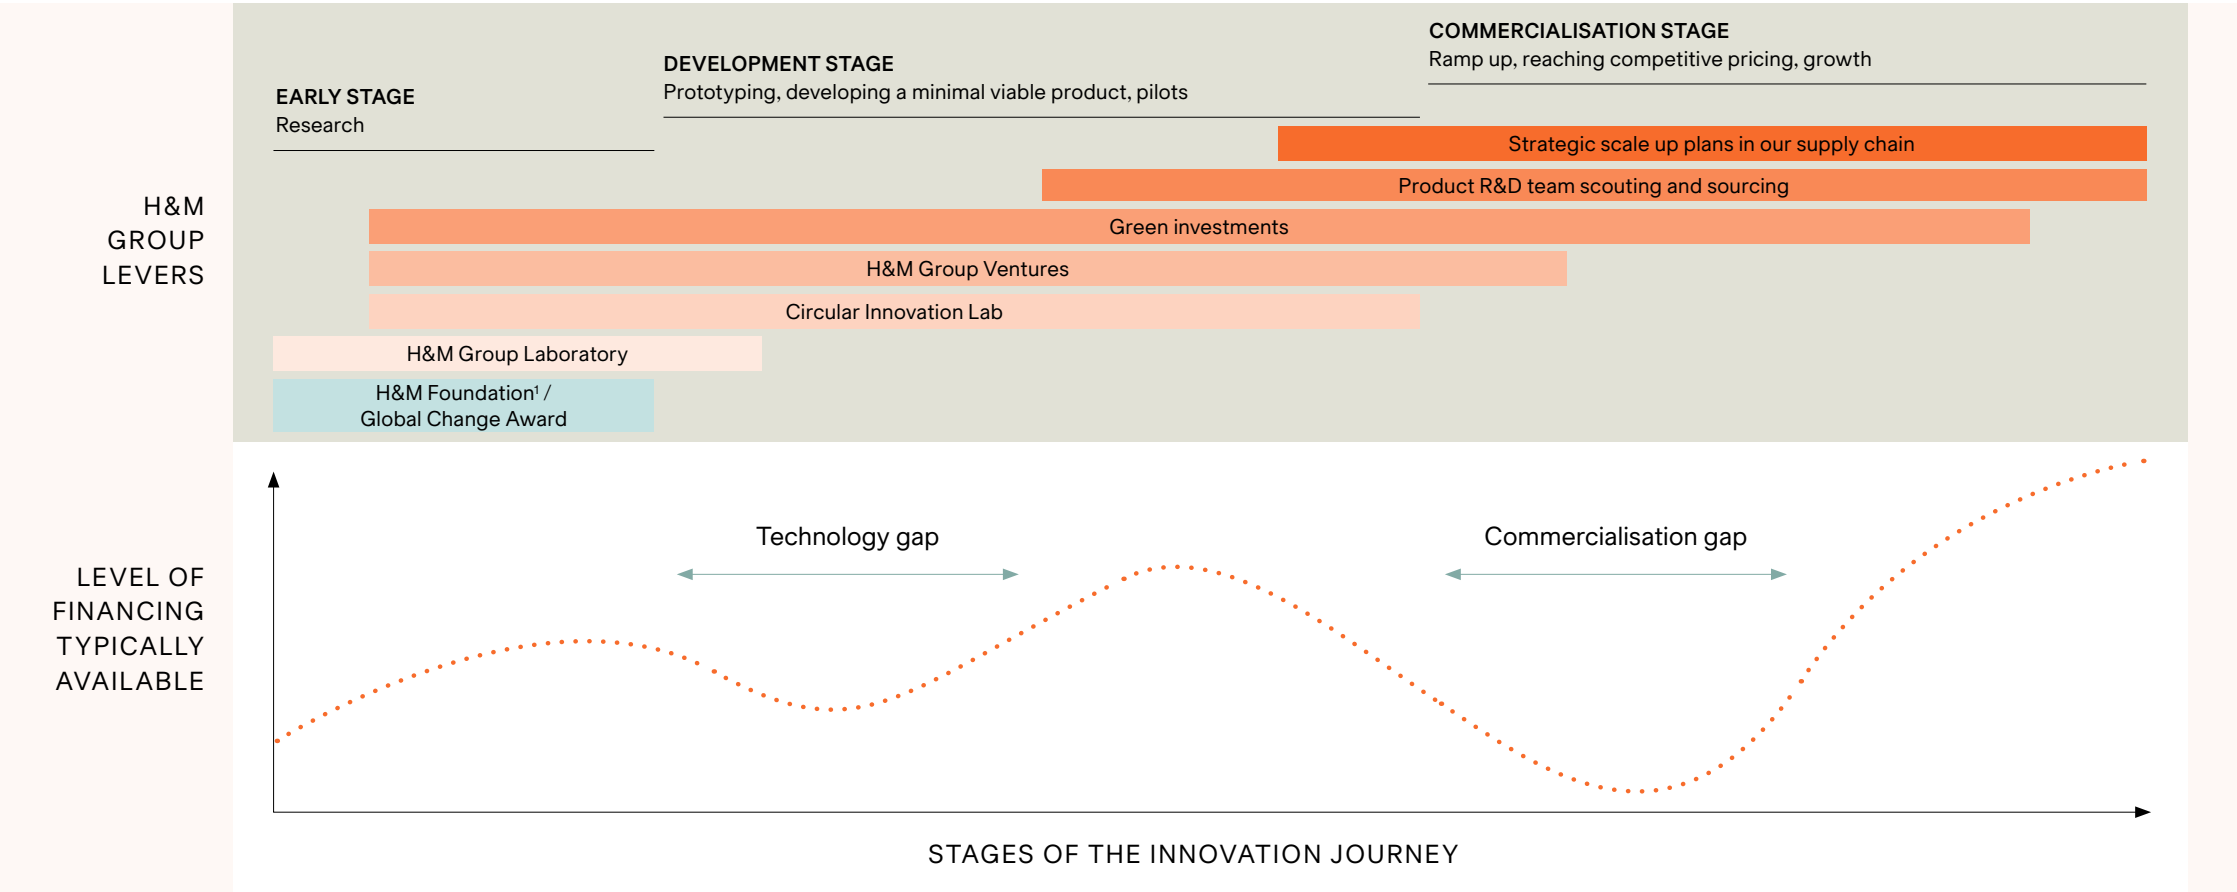 EARLY STAGE
Research
DEVELOPMENT STAGE
Prototyping, developing a minimal viable product, pilots
COMMERCIALISATION STAGE
Ramp up, reaching competitive pricing, growth
H&M
GROUP
LEVERS
Strategic scale up plans in our supply chain
Product R&D team scouting and sourcing
Green investments
H&M Group Ventures
Circular Innovation Lab
H&M Group Laboratory
H&M Foundation¹ /
Global Change Award
LEVEL OF
FINANCING
TYPICALLY
AVAILABLE
Technology gap
Commercialisation gap
STAGES OF THE INNOVATION JOURNEY